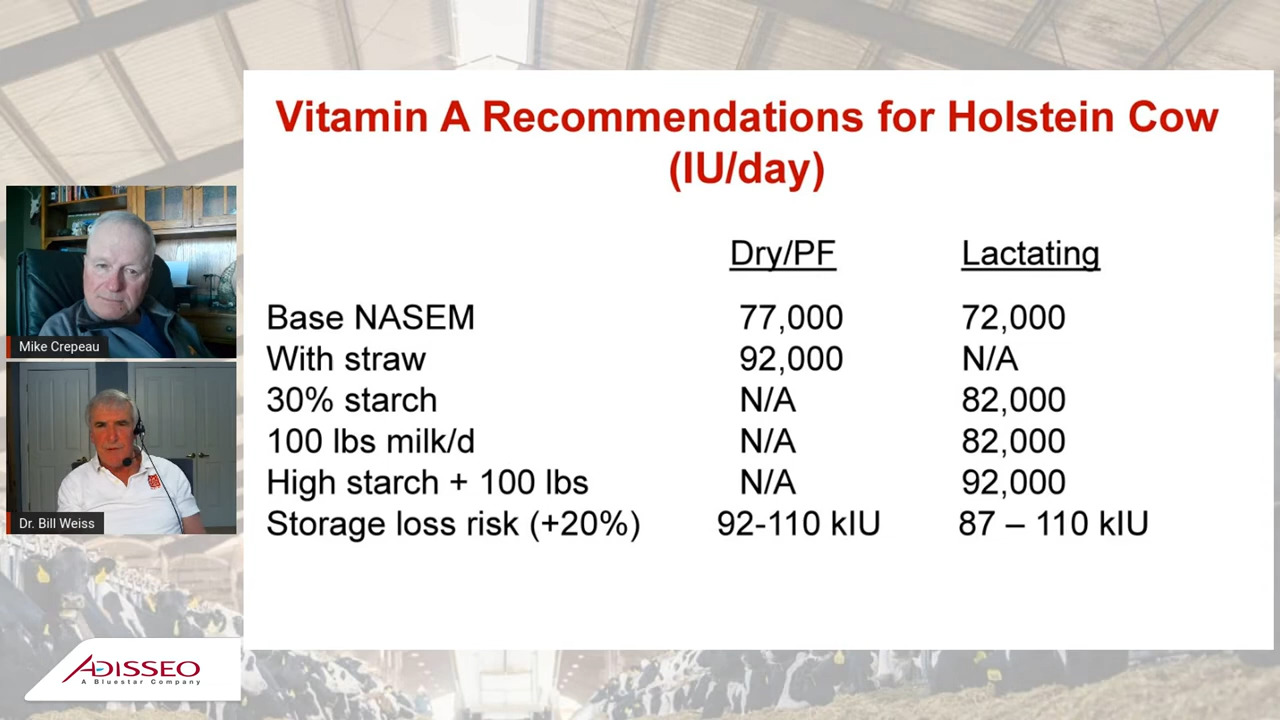 Vitamin A Recommendations for Holstein Cow
(IU/day)
Dry/PF Lactating
Base NASEM 77,000 72,000
With straw 92,000 N/A
30% starch N/A 82,000
100 lbs milk/d N/A 82,000
High starch + 100 lbs N/A 92,000
Storage loss risk (+20%) 92-110 kIU 87 – 110 kIU
Mike Crepeau
Dr. Bill Weiss
ADISSEO
A Bluestar Company